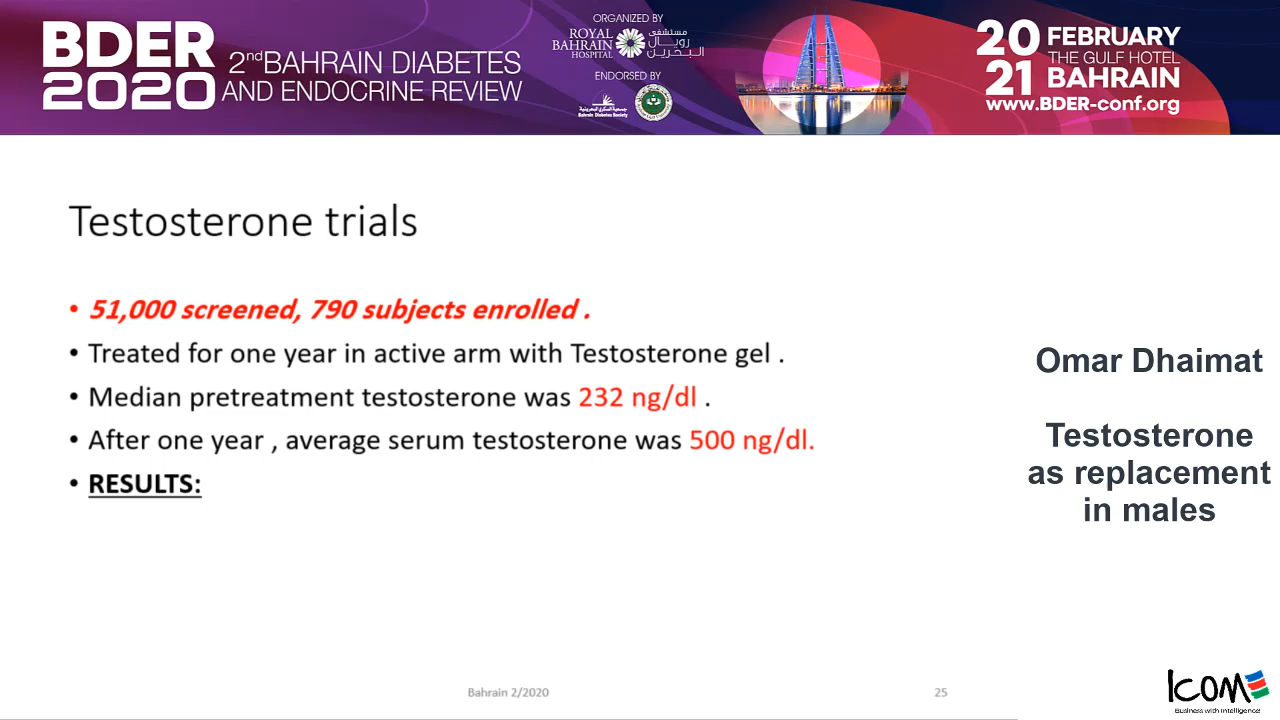 BDER
2020
2nd BAHRAIN DIABETES
AND ENDOCRINE REVIEW
ORGANIZED BY
ROYAL
BAHRAIN
HOSPITAL
مستشفى
رويال
البحرين
ENDORSED BY
جمعية السكري البحرينية
Bahrain Diabetes Society
20
21
FEBRUARY
THE GULF HOTEL
BAHRAIN
www.BDER-conf.org
Testosterone trials
• 51,000 screened, 790 subjects enrolled .
• Treated for one year in active arm with Testosterone gel .
• Median pretreatment testosterone was 232 ng/dl .
• After one year , average serum testosterone was 500 ng/dl.
• RESULTS:
Omar Dhaimat
Testosterone
as replacement
in males
Bahrain 2/2020
25
ICOME
Business with Intelligence!